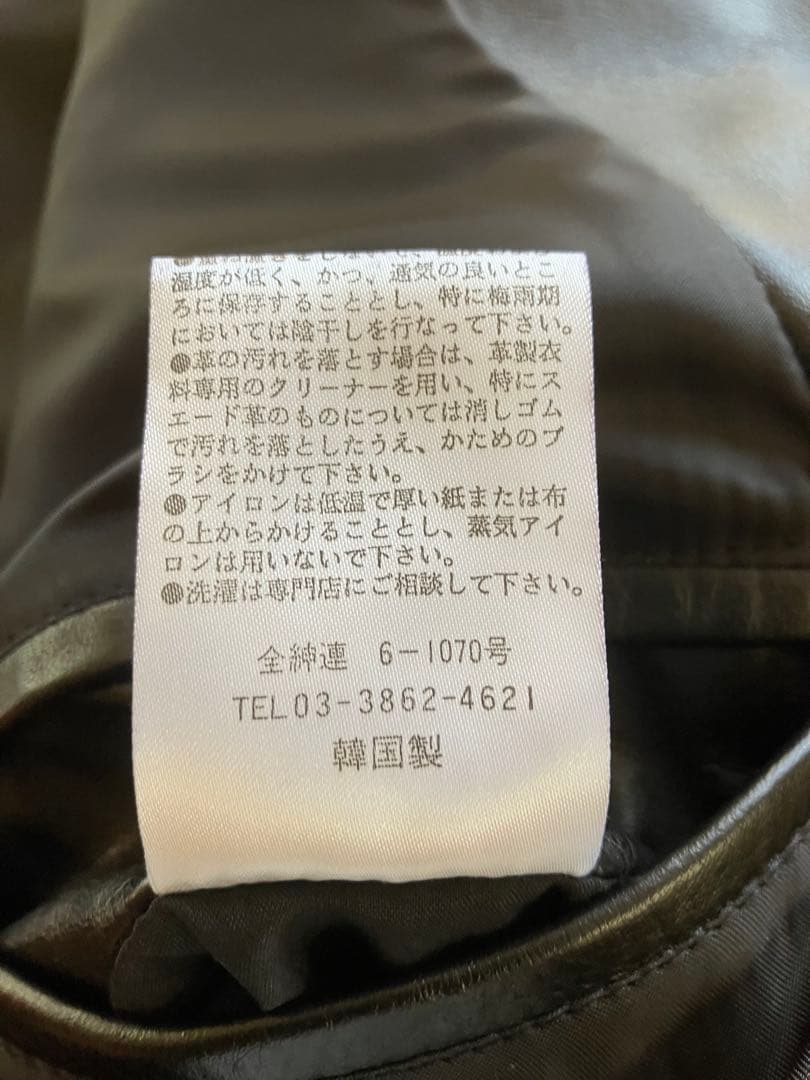 湿度が低く、かつ、通気の良いとこ
ろに保存することとし、特に梅雨期
においては陰干しを行なって下さい。
●革の汚れを落とす場合は、革製衣
料専用のクリーナーを用い、特にス
エード革のものについては消しゴム
で汚れを落としたうえ、かためのブ
ラシをかけて下さい。
●アイロンは低温で厚い紙または布
の上からかけることとし、蒸気アイ
ロンは用いないで下さい。
●洗濯は専門店にご相談して下さい。
全紳連 6-1070号
TEL03-3862-4621
韓国製